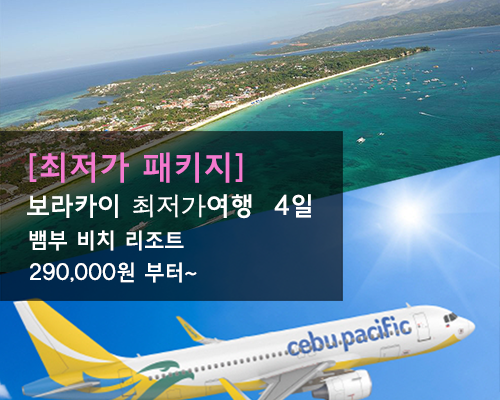 [최저가 패키지]
보라카이 최저가여행 4일
뱀부 비치 리조트
290,000원 부터~
cebu pacific